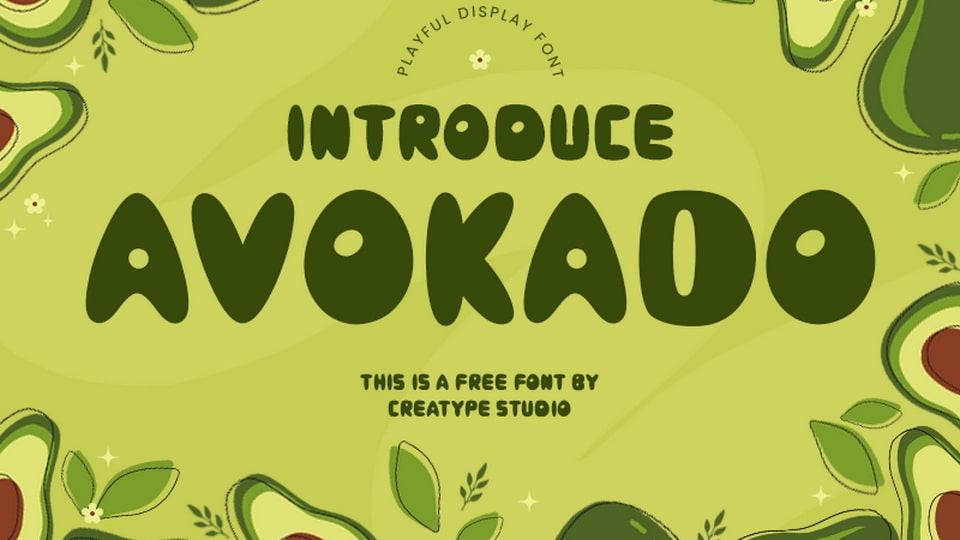 PLAYFUL DISPLAY FONT
INTRODUCE
AVOKADO
THIS IS A FREE FONT BY
CREATYPE STUDIO